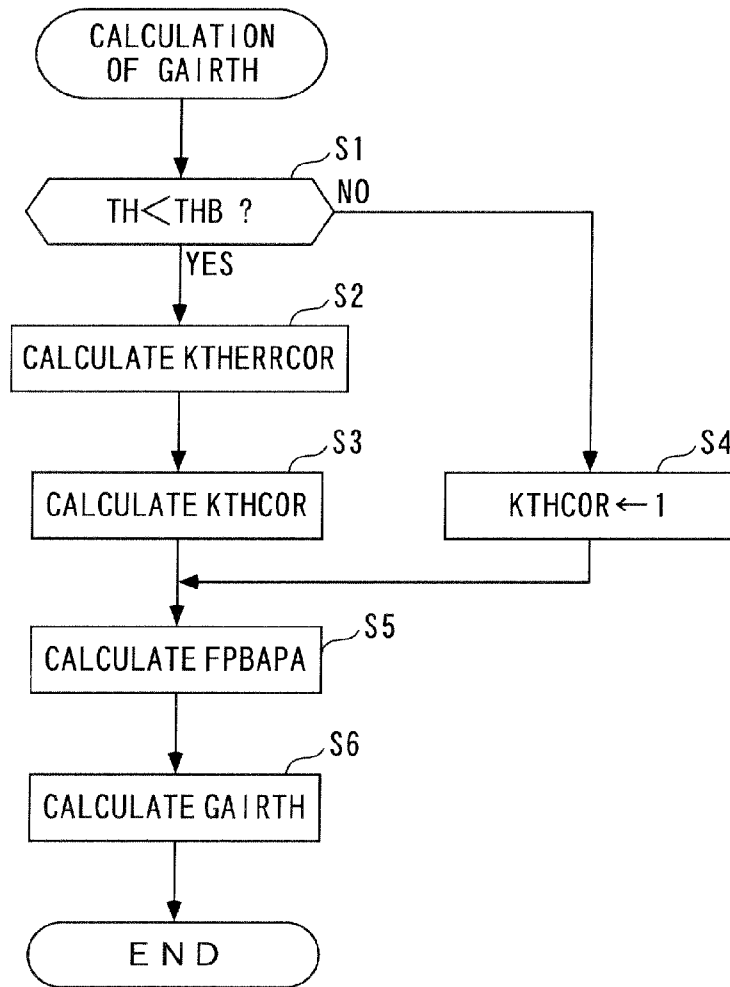 CALCULATION
OF GAIRTH
S1
TH<THB ?
NO
YES
S2
CALCULATE KTHERRCOR
S3
CALCULATE KTHCOR
S4
KTHCOR←1
S5
CALCULATE FPBAPA
S6
CALCULATE GAIRTH
END